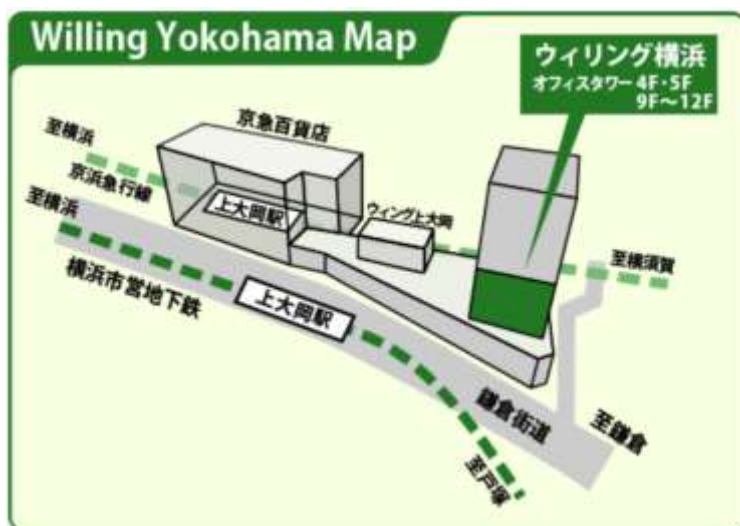 Willing Yokohama Map
ウィリング横浜
オフィスタワー 4F・5F
9F～12F
京急百貨店
至横浜
京浜急行線
上大岡駅
ウィング上大岡
至横浜
至横須賀
横浜市営地下鉄
上大岡駅
鎌倉街道
至鎌倉
至戸塚